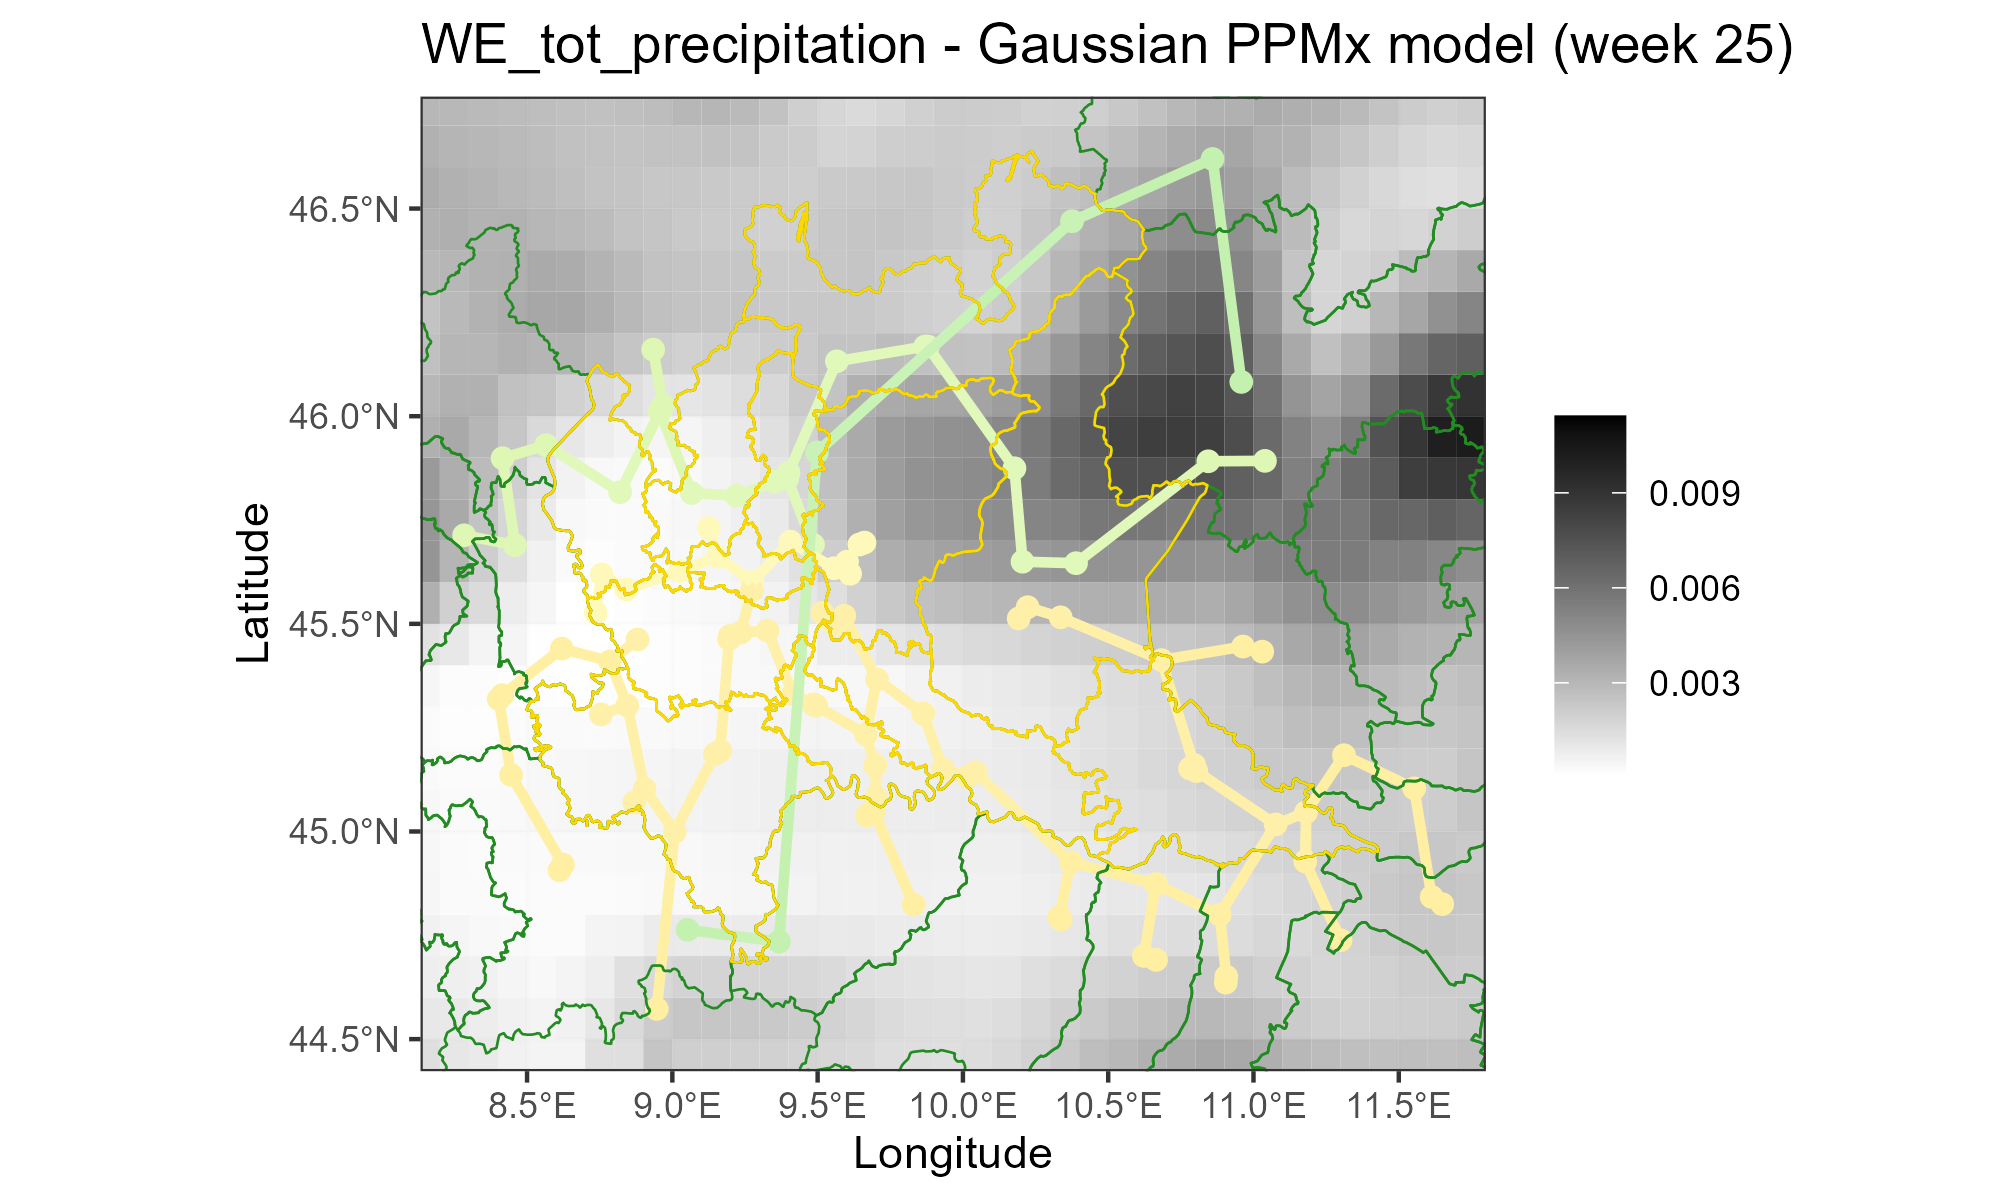 WE_tot_precipitation - Gaussian PPMx model (week 25)
46.5°N
46.0°N
45.5°N
45.0°N
44.5°N
Latitude
8.5°E 9.0°E 9.5°E 10.0°E 10.5°E 11.0°E 11.5°E
Longitude
0.009
0.006
0.003